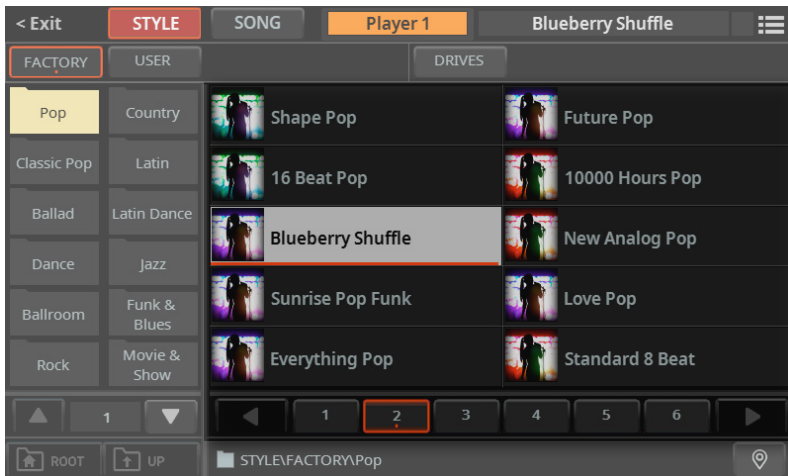 < Exit STYLE SONG Player 1 Blueberry Shuffle
FACTORY USER DRIVES
Pop Country
Classic Pop Latin
Ballad Latin Dance
Dance Jazz
Ballroom Funk &
Blues
Rock Movie &
Show
1
ROOT UP
Shape Pop Future Pop
16 Beat Pop 10000 Hours Pop
Blueberry Shuffle New Analog Pop
Sunrise Pop Funk Love Pop
Everything Pop Standard 8 Beat
1 2 3 4 5 6
STYLE\FACTORY\Pop